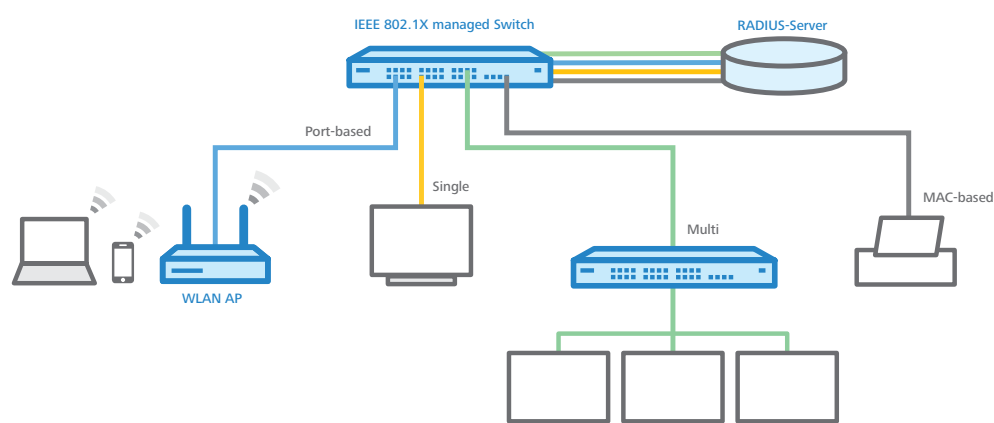 IEEE 802.1X managed Switch
RADIUS-Server
Port-based
Single
MAC-based
Multi
WLAN AP